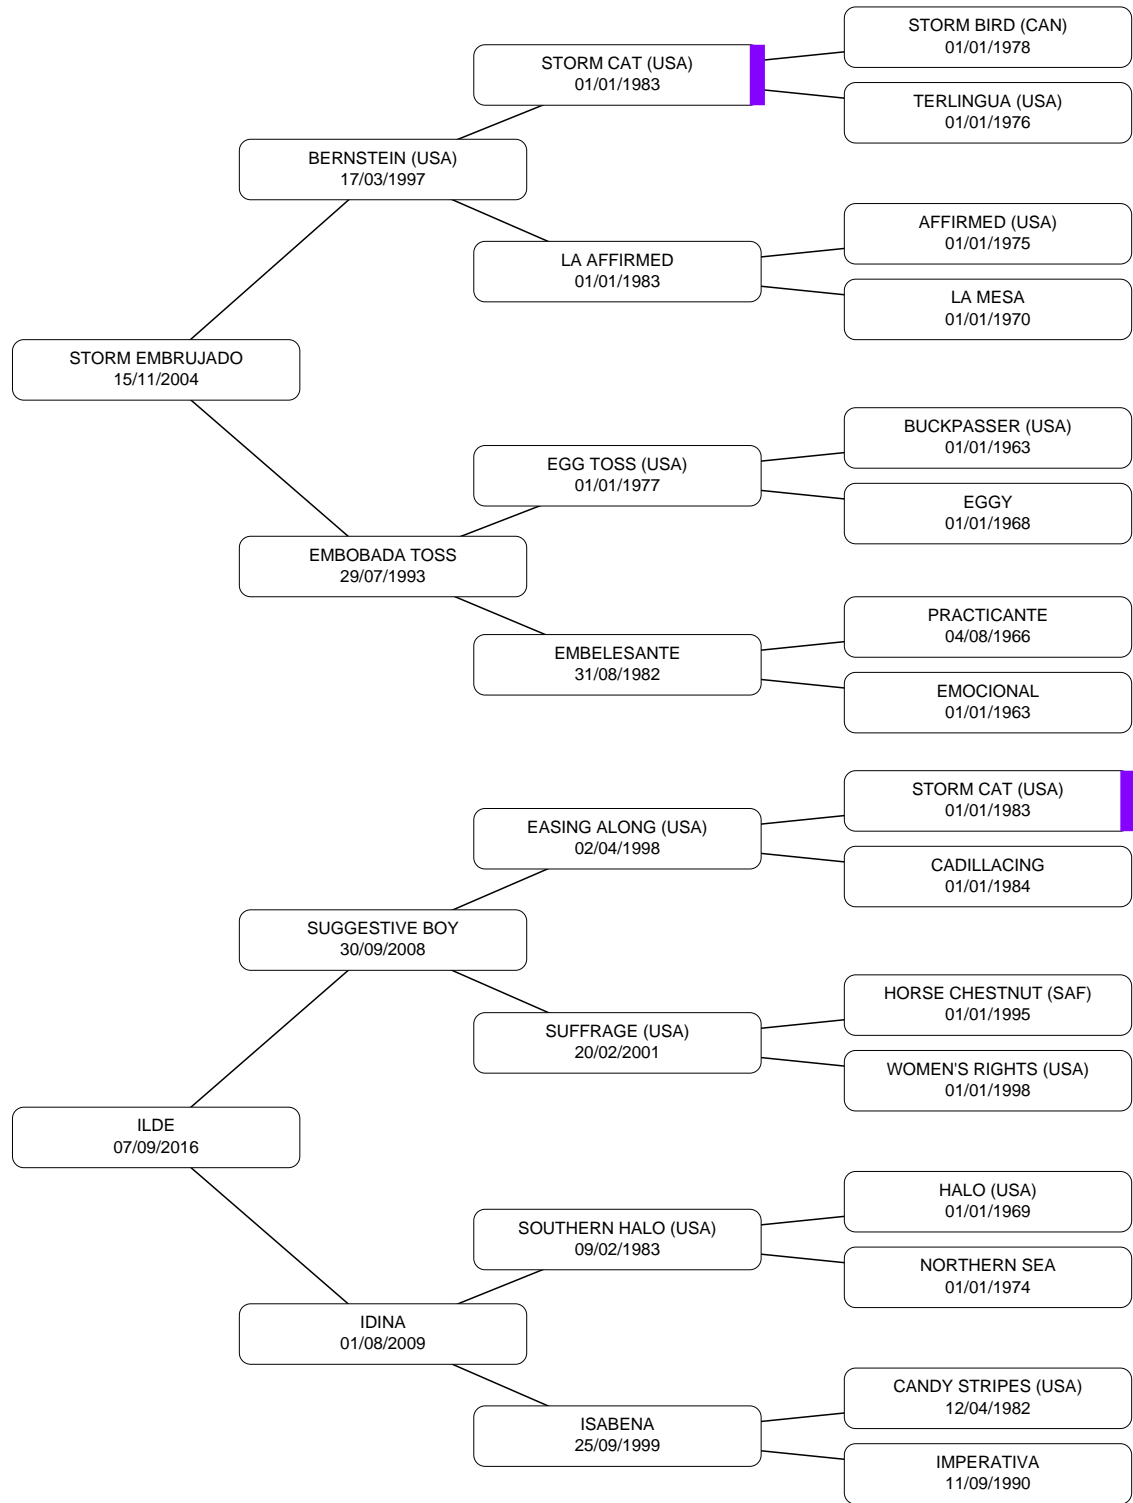 STORM BIRD (CAN)
01/01/1978
STORM CAT (USA)
01/01/1983
TERLINGUA (USA)
01/01/1976
BERNSTEIN (USA)
17/03/1997
AFFIRMED (USA)
01/01/1975
LA AFFIRMED
01/01/1983
LA MESA
01/01/1970
STORM EMBRUJADO
15/11/2004
BUCKPASSER (USA)
01/01/1963
EGG TOSS (USA)
01/01/1977
EGGY
01/01/1968
EMBOBADA TOSS
29/07/1993
PRACTICANTE
04/08/1966
EMBELESANTE
31/08/1982
EMOCIONAL
01/01/1963
STORM CAT (USA)
01/01/1983
EASING ALONG (USA)
02/04/1998
CADILLACING
01/01/1984
SUGGESTIVE BOY
30/09/2008
HORSE CHESTNUT (SAF)
01/01/1995
SUFFRAGE (USA)
20/02/2001
WOMEN'S RIGHTS (USA)
01/01/1998
ILDE
07/09/2016
HALO (USA)
01/01/1969
SOUTHERN HALO (USA)
09/02/1983
NORTHERN SEA
01/01/1974
IDINA
01/08/2009
CANDY STRIPES (USA)
12/04/1982
ISABENA
25/09/1999
IMPERATIVA
11/09/1990